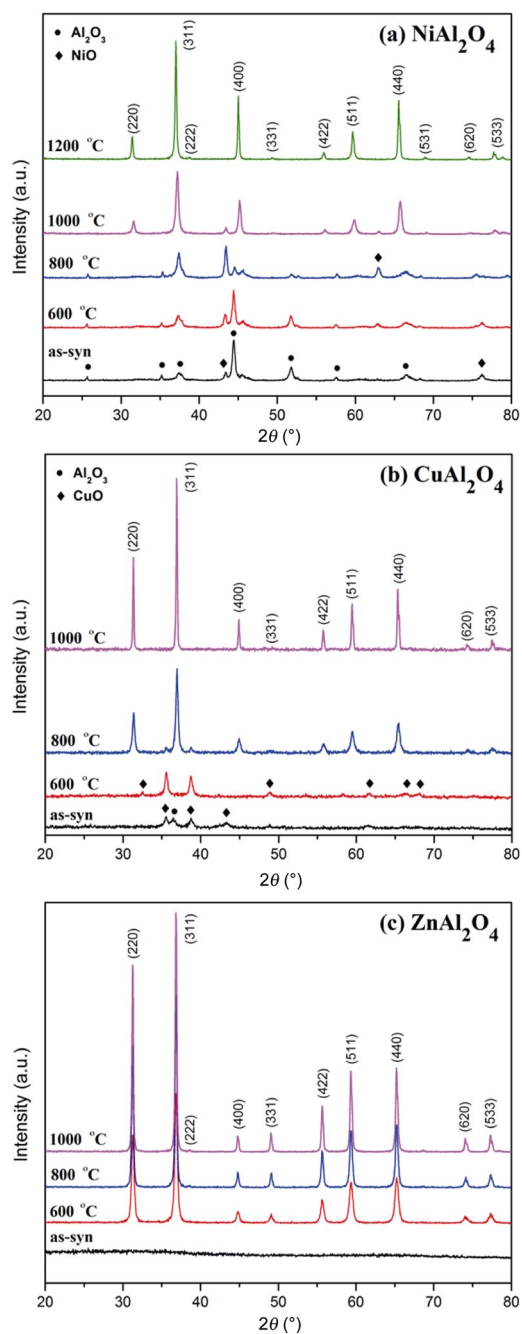 (a) NiAl₂O₄
● Al₂O₃
◆ NiO
(220)
(311)
(222)
(400)
(331)
(422)
(511)
(440)
(531)
(620)
(533)
1200 °C
1000 °C
800 °C
600 °C
as-syn
Intensity (a.u.)
20 30 40 50 60 70 80
2θ (°)
(b) CuAl₂O₄
● Al₂O₃
◆ CuO
(220)
(311)
(400)
(331)
(422)
(511)
(440)
(620)
(533)
1000 °C
800 °C
600 °C
as-syn
Intensity (a.u.)
20 30 40 50 60 70 80
2θ (°)
(c) ZnAl₂O₄
(220)
(311)
(222)
(400)
(331)
(422)
(511)
(440)
(620)
(533)
1000 °C
800 °C
600 °C
as-syn
Intensity (a.u.)
20 30 40 50 60 70 80
2θ (°)